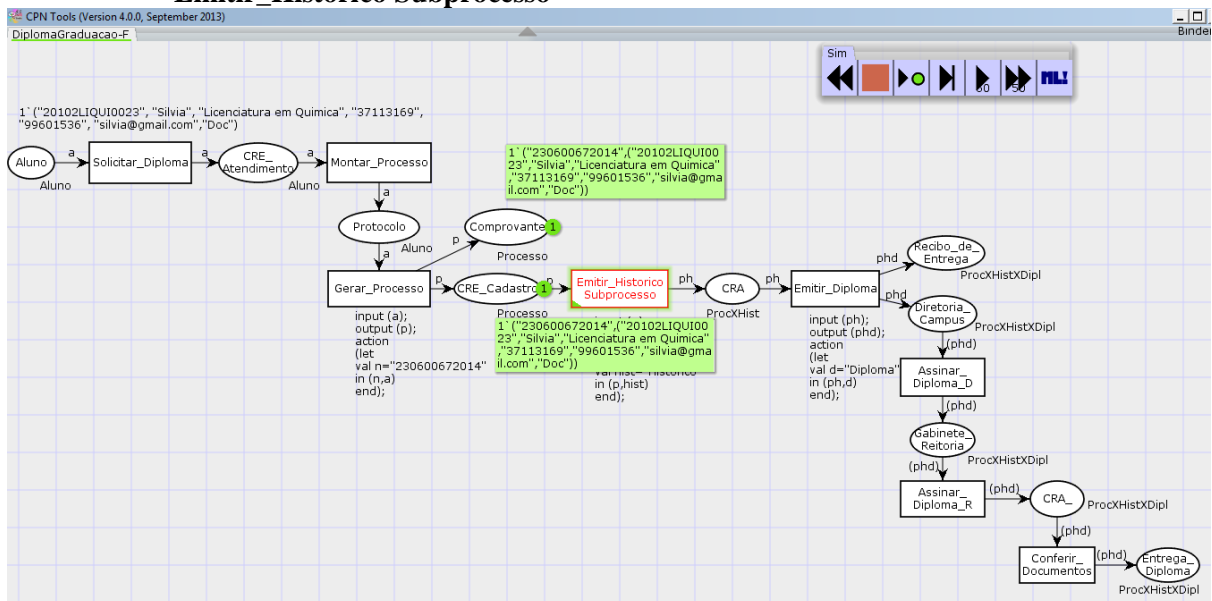 Emitir_Histórico Subprocesso
CPN Tools (Version 4.0.0, September 2013)
DiplomaGraduacao-F
Binder
Sim
50
ML!
1`("20102LIQUI0023", "Silvia", "Licenciatura em Quimica", "37113169",
"99601536", "silvia@gmail.com","Doc")
Aluno
a
Solicitar_Diploma
a
CRE_
Atendimento
a
Montar_Processo
Aluno
Aluno
1`("230600672014",("20102LIQUI00
23","Silvia","Licenciatura em Quimica"
,"37113169","99601536","silvia@gma
il.com","Doc"))
a
Protocolo
Aluno
a
p
Comprovante
1
Processo
Gerar_Processo
p
CRE_Cadastro
1
p
Emitir_Historico
Subprocesso
ph
CRA
ph
Emitir_Diploma
phd
Recibo_de_
Entrega
ProcXHistXDipl
Processo
ProcXHist
phd
Diretoria_
Campus
ProcXHistXDipl
input (a);
output (p);
action
(let
val n="230600672014"
in (n,a)
end);
1`("230600672014",("20102LIQUI00
23","Silvia","Licenciatura em Quimica"
,"37113169","99601536","silvia@gma
il.com","Doc"))
in (p,hist)
end);
input (ph);
output (phd);
action
(let
val d="Diploma"
in (ph,d)
end);
(phd)
Assinar_
Diploma_D
(phd)
Gabinete_
Reitoria
ProcXHistXDipl
(phd)
Assinar_
Diploma_R
(phd)
CRA_
ProcXHistXDipl
(phd)
Conferir_
Documentos
(phd)
Entrega_
Diploma
ProcXHistXDipl